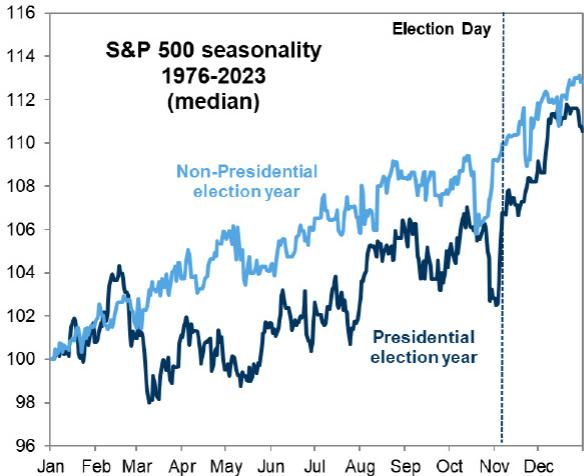 116
114
112
110
108
106
104
102
100
98
96
S&P 500 seasonality
1976-2023
(median)
Election Day
Non-Presidential
election year
Presidential
election year
Jan Feb Mar Apr May Jun Jul Aug Sep Oct Nov Dec